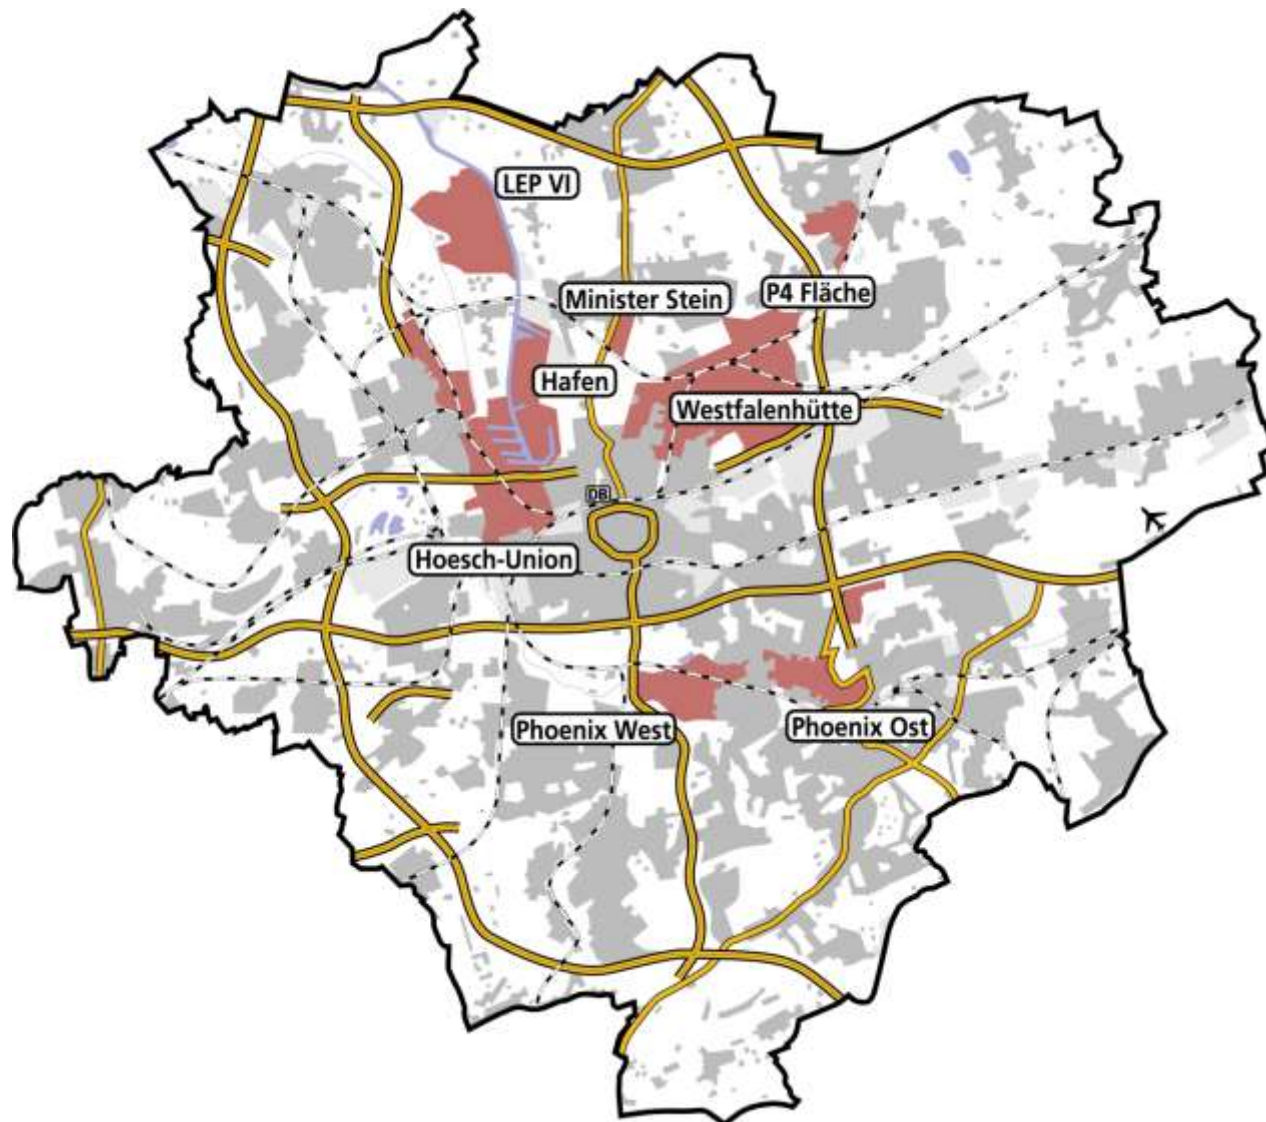 LEP VI
P4 Fläche
Minister Stein
Hafen
Westfalenhütte
DB
Hoesch-Union
Phoenix West
Phoenix Ost